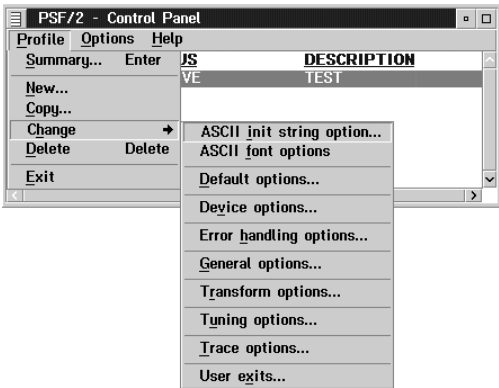 PSF/2 - Control Panel
Profile Options Help
Summary... Enter
New...
Copy...
Change
Delete Delete
Exit
US DESCRIPTION
VE TEST
ASCII init string option...
ASCII font options
Default options...
Device options...
Error handling options...
General options...
Transform options...
Tuning options...
Trace options...
User exits...